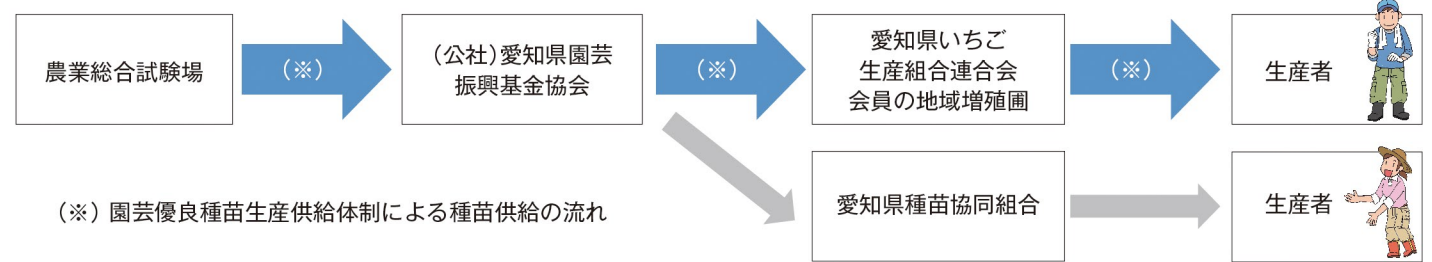 農業総合試験場
（※）
（公社）愛知県園芸
振興基金協会
（※）
愛知県いちご
生産組合連合会
会員の地域増殖圃
（※）
生産者
愛知県種苗協同組合
生産者
（※）園芸優良種苗生産供給体制による種苗供給の流れ